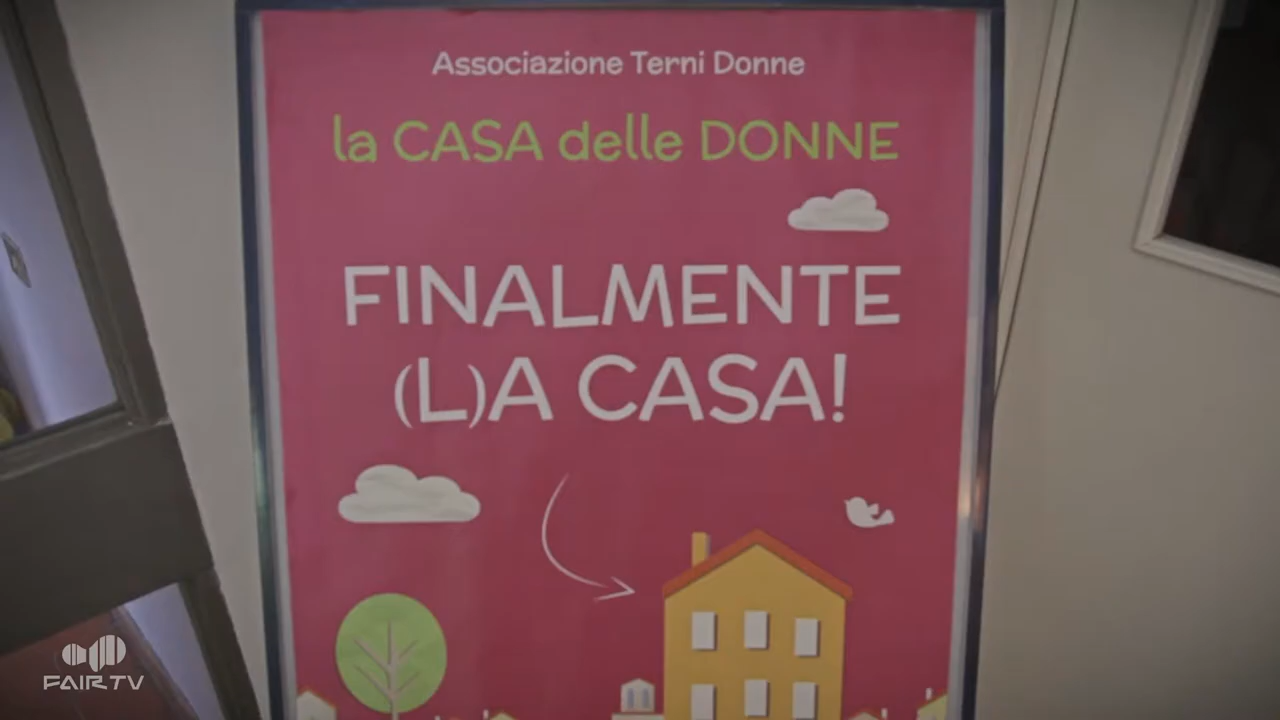 Associazione Terni Donne
la CASA delle DONNE
FINALMENTE
(L)A CASA!
FAIR TV